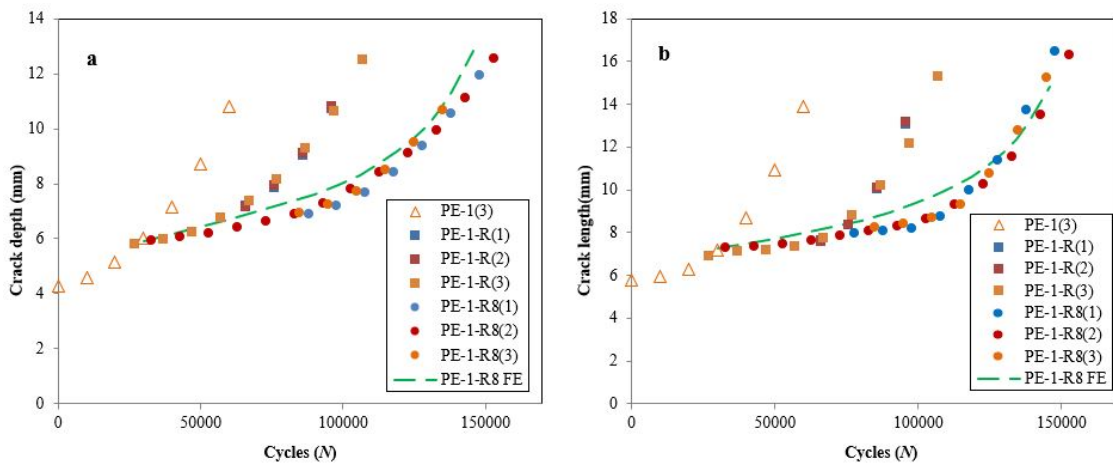 14
12
10
8
6
4
2
0
a
Crack depth (mm)
PE-1(3)
PE-1-R(1)
PE-1-R(2)
PE-1-R(3)
PE-1-R8(1)
PE-1-R8(2)
PE-1-R8(3)
PE-1-R8 FE
0 50000 100000 150000
Cycles (N)
18
16
14
12
10
8
6
4
2
0
b
Crack length (mm)
PE-1(3)
PE-1-R(1)
PE-1-R(2)
PE-1-R(3)
PE-1-R8(1)
PE-1-R8(2)
PE-1-R8(3)
PE-1-R8 FE
0 50000 100000 150000
Cycles (N)